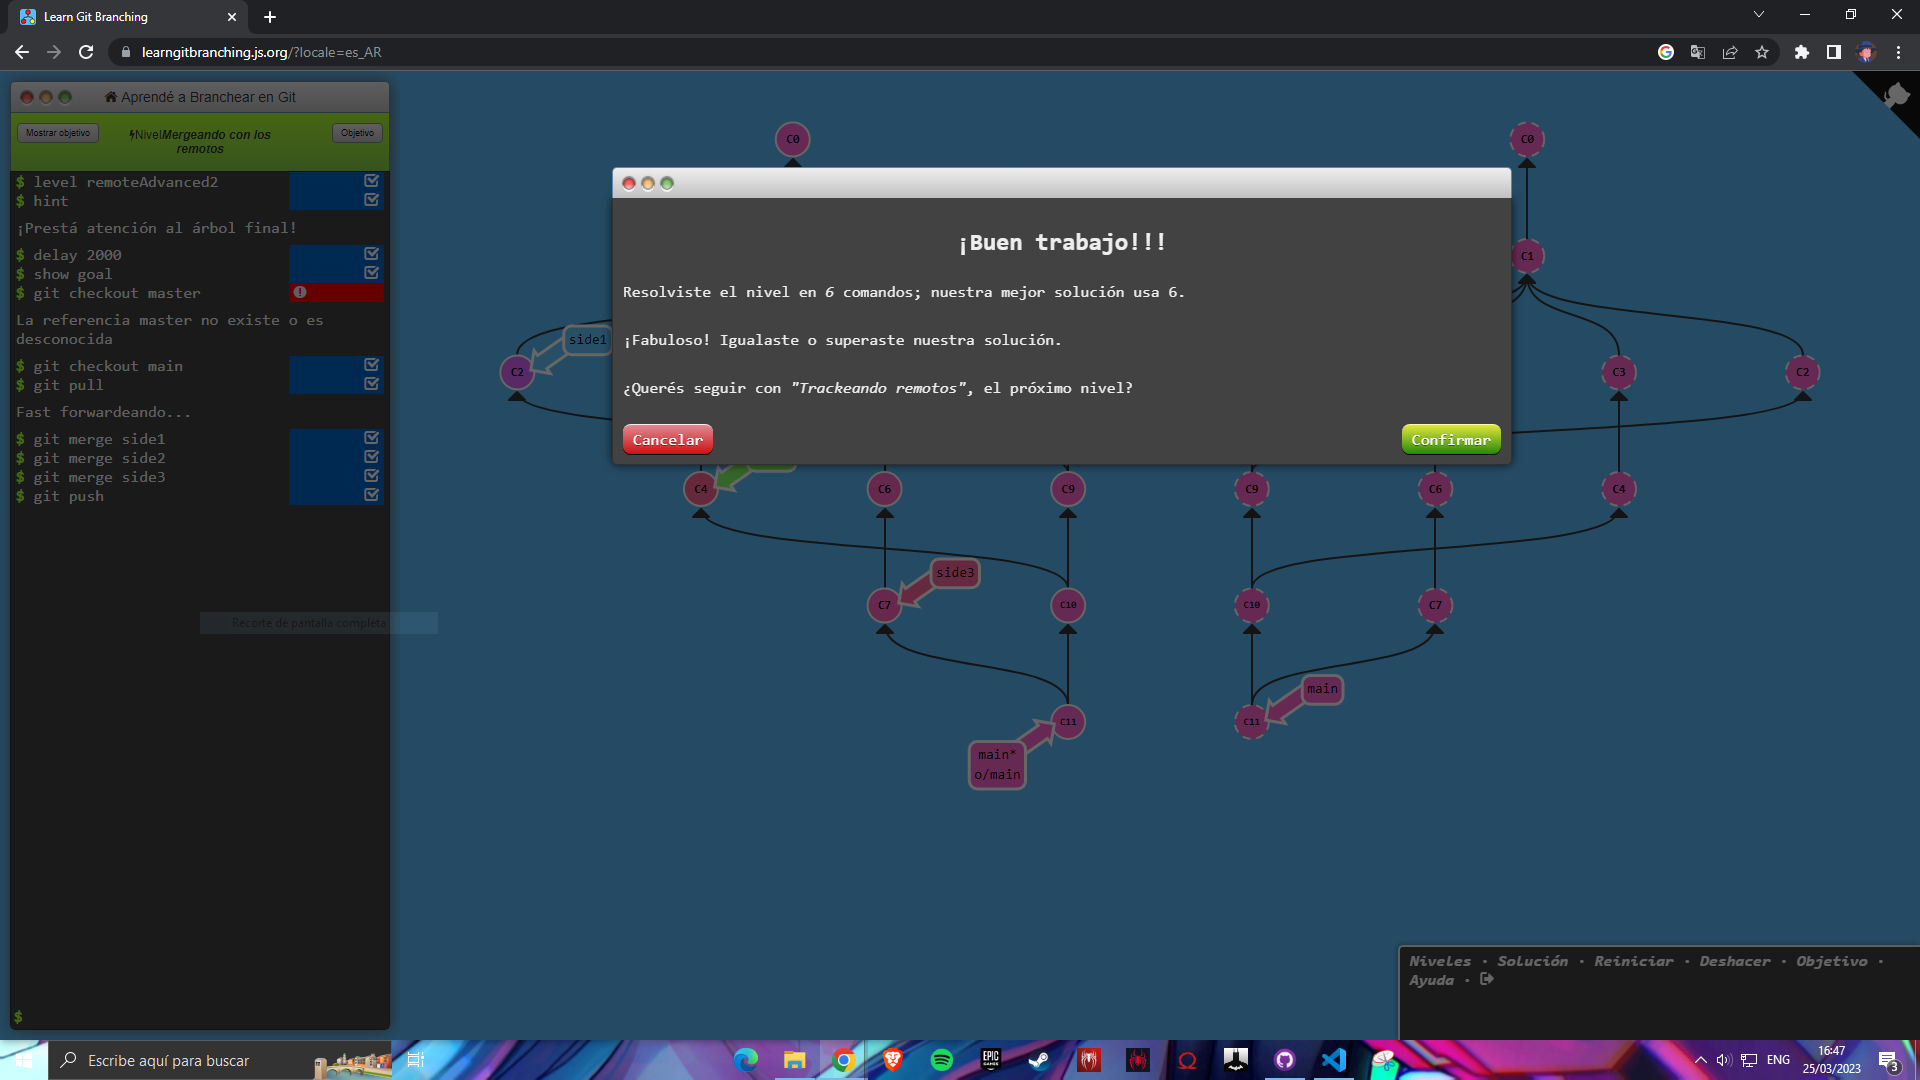 Learn Git Branching
learngitbranching.js.org/?locale=es_AR
Aprendé a Branchear en Git
Mostrar objetivo
NivelMergeando con los
remotos
Objetivo
$ level remoteAdvanced2
$ hint
¡Prestá atención al árbol final!
$ delay 2000
$ show goal
$ git checkout master
La referencia master no existe o es
desconocida
$ git checkout main
$ git pull
Fast forwardeando...
$ git merge side1
$ git merge side2
$ git merge side3
$ git push
Recorte de pantalla completa
$
C0
C0
¡Buen trabajo!!!
Resolviste el nivel en 6 comandos; nuestra mejor solución usa 6.
¡Fabuloso! Igualaste o superaste nuestra solución.
¿Querés seguir con "Trackeando remotos", el próximo nivel?
Cancelar
Confirmar
C1
side1
C2
C3
C2
C4
C6
C9
C9
C6
C4
side3
C7
C10
C10
C7
main
C11
C11
main*
o/main
Niveles · Solución · Reiniciar · Deshacer · Objetivo ·
Ayuda ·
Escribe aquí para buscar
EPIC
GAMES
ENG
16:47
25/03/2023
3